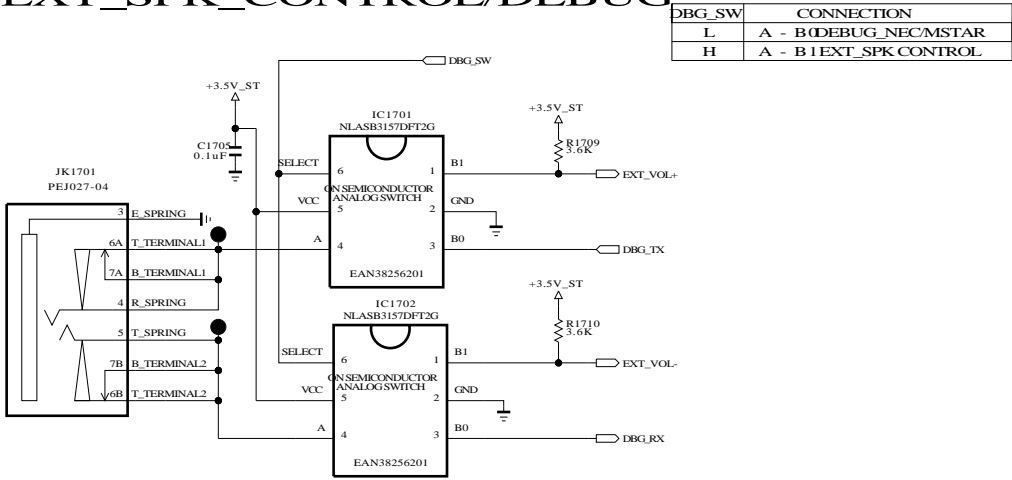 EXT_SPK_CONTROL/DEBUG
DBG_SW CONNECTION
L A - B0DEBUG_NEC/MSTAR
H A - B1EXT_SPK CONTROL
DBG_SW
+3.5V_ST
C1705
0.1uF
IC1701
NLASB3157DFT2G
SELECT 6 1 B1
ON SEMICONDUCTOR
ANALOG SWITCH
VCC 5 2 GND
A 4 3 B0
EAN38256201
+3.5V_ST
R1709
3.6K
EXT_VOL+
DBG_TX
JK1701
PEJ027-04
3 E_SPRING
6A T_TERMINAL1
7A B_TERMINAL1
4 R_SPRING
5 T_SPRING
7B B_TERMINAL2
6B T_TERMINAL2
IC1702
NLASB3157DFT2G
SELECT 6 1 B1
ON SEMICONDUCTOR
ANALOG SWITCH
VCC 5 2 GND
A 4 3 B0
EAN38256201
+3.5V_ST
R1710
3.6K
EXT_VOL-
DBG_RX